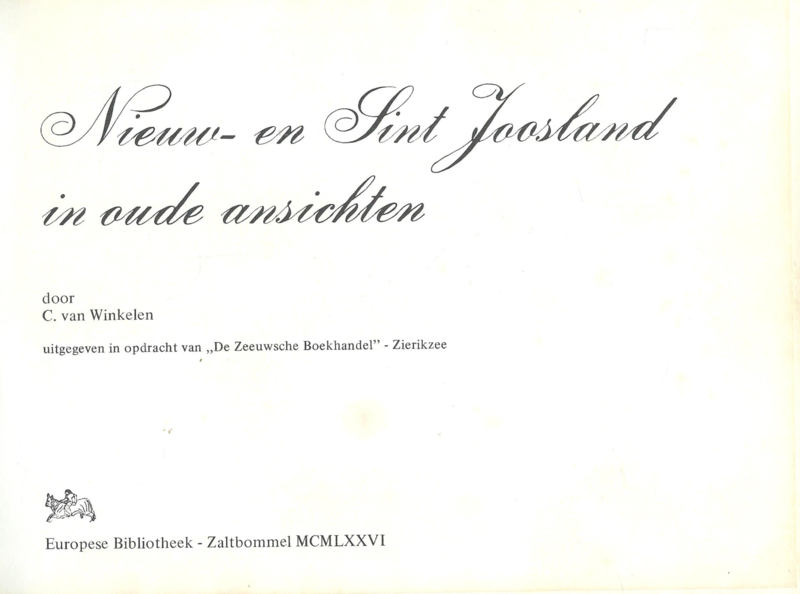 Nieuw- en Sint Joosland
in oude ansichten
door
C. van Winkelen
uitgegeven in opdracht van „De Zeeuwsche Boekhandel” - Zierikzee
Europese Bibliotheek - Zaltbommel MCMLXXVI